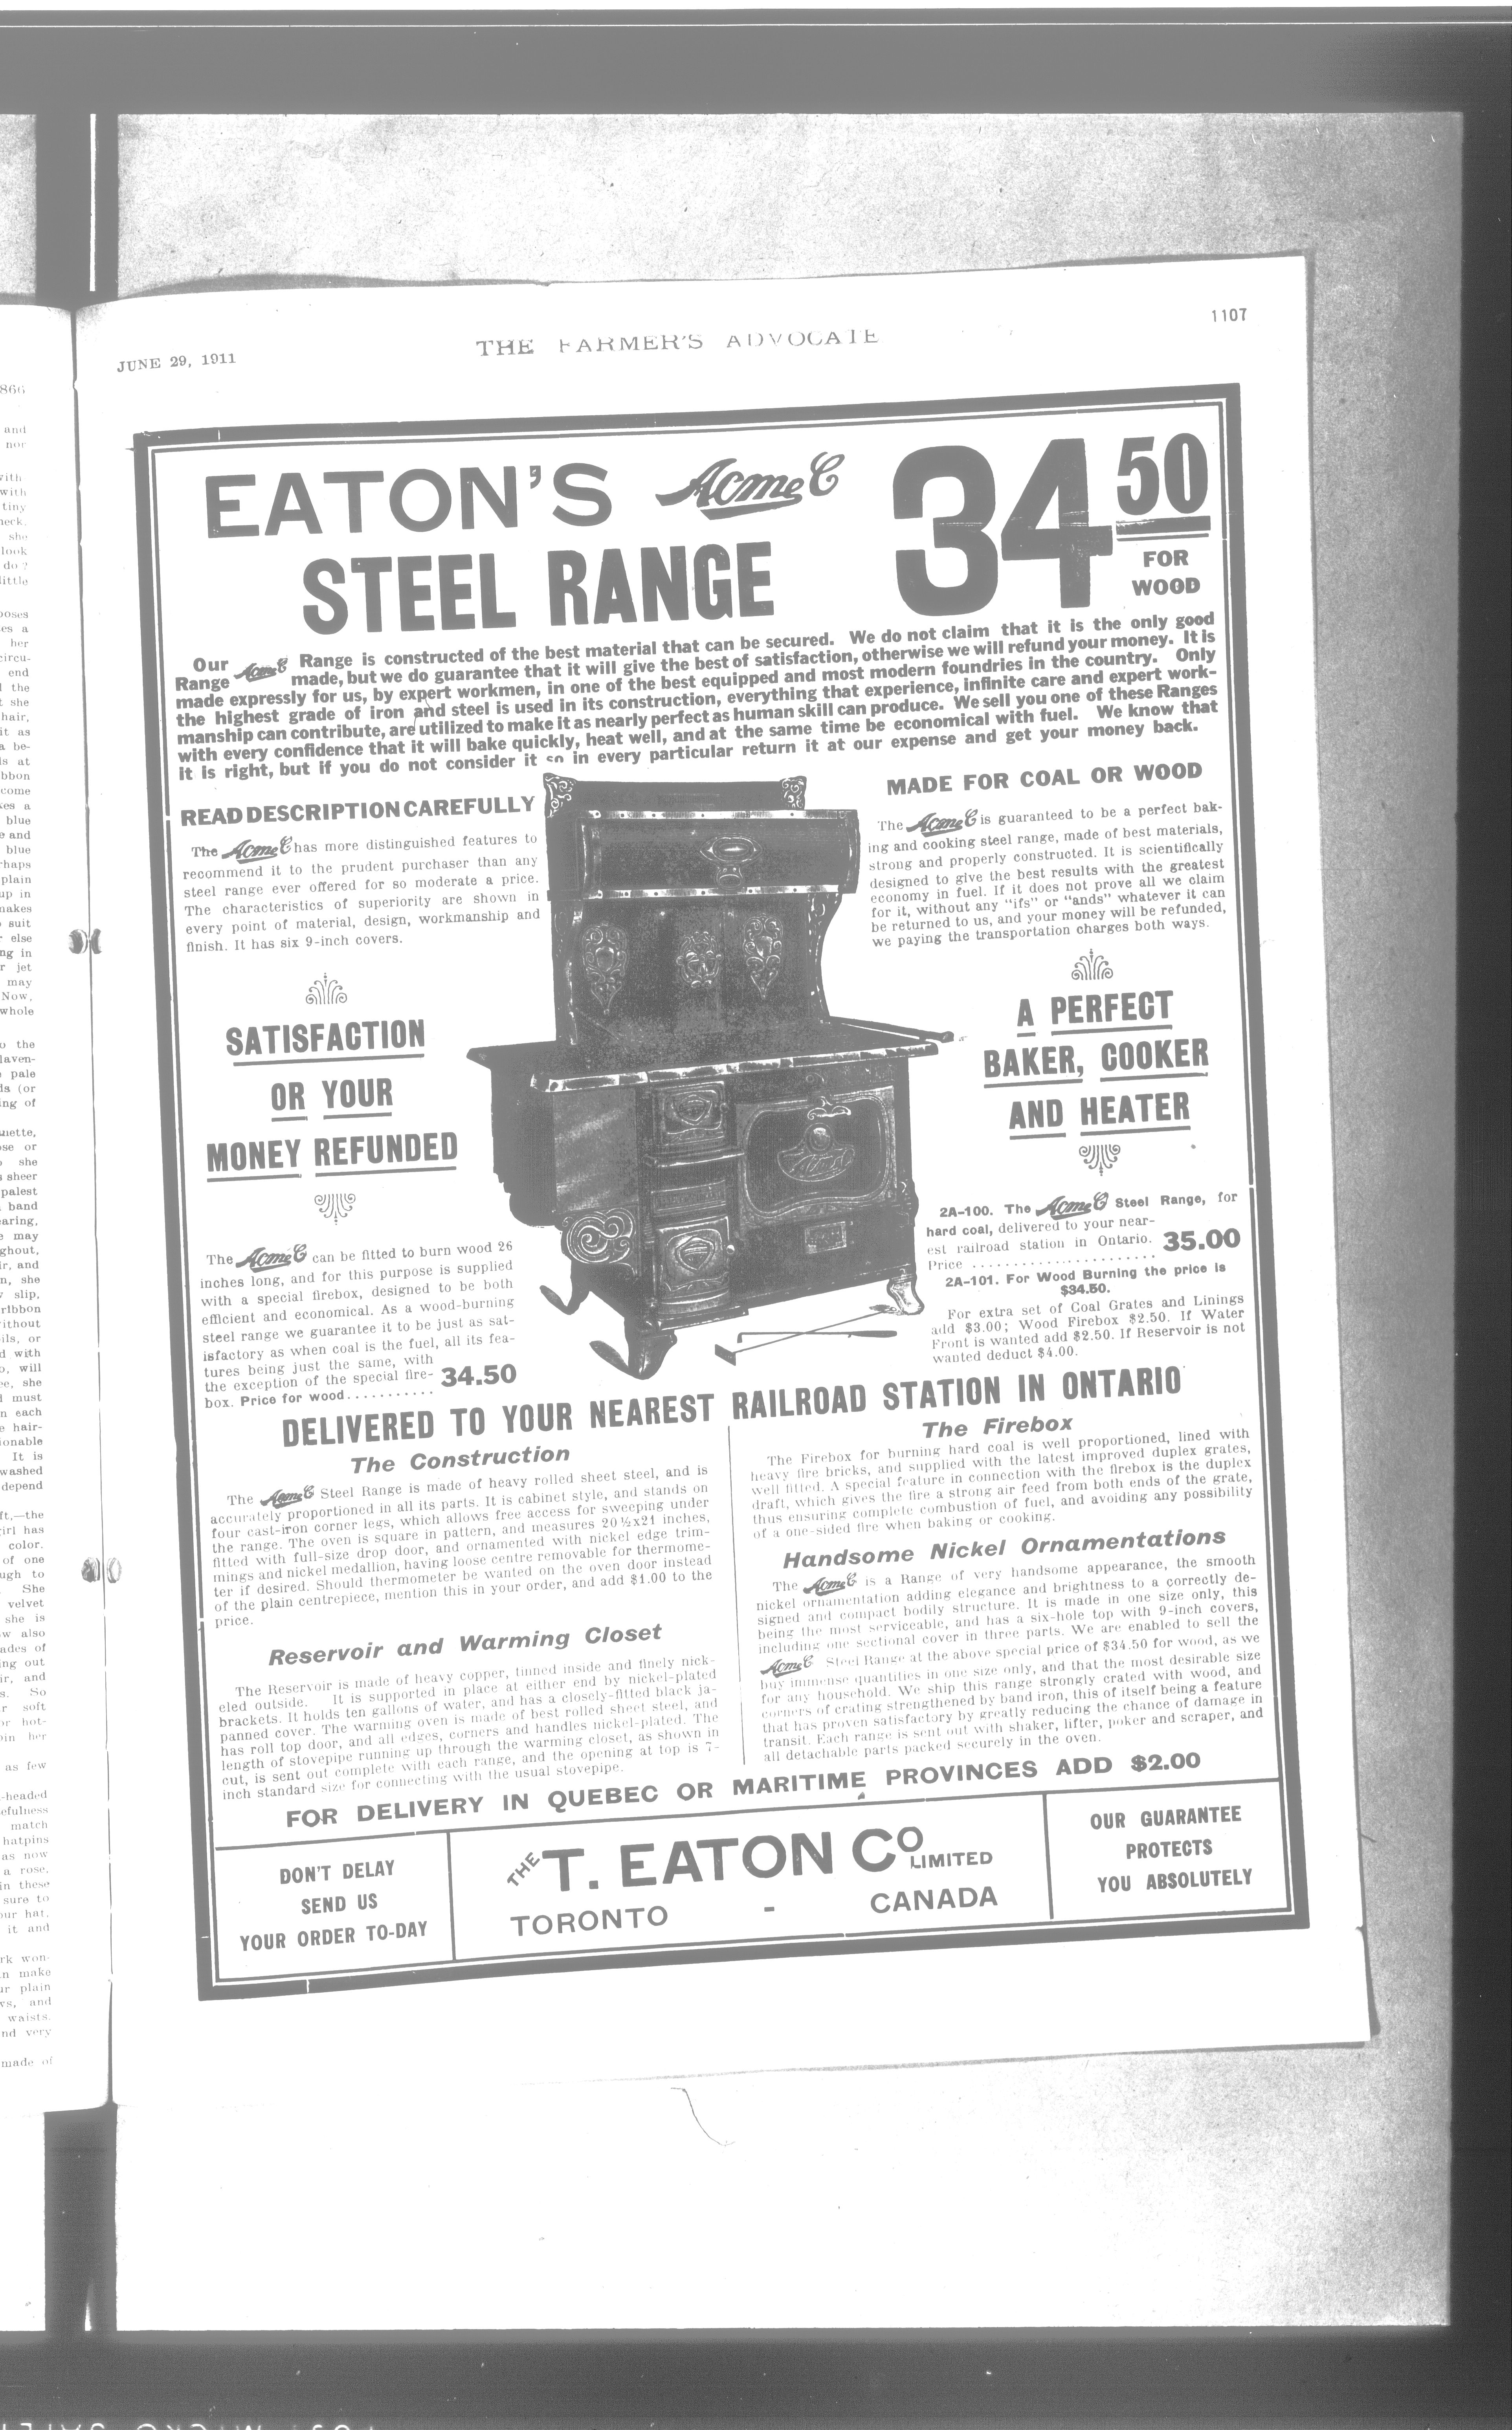 JUNE 29, 1911
THE FARMER'S ADVOCATE
1107
EATON'S Acme C
STEEL RANGE
34 50
FOR
WOOD
Our Acme C Range is constructed of the best material that can be secured. We do not claim that it is the only good
Range made, but we do guarantee that it will give the best of satisfaction, otherwise we will refund your money. It is
made expressly for us, by expert workmen, in one of the best equipped and most modern foundries in the country. Only
the highest grade of iron and steel is used in its construction, everything that experience, infinite care and expert work-
manship can contribute, are utilized to make it as nearly perfect as human skill can produce. We sell you one of these Ranges
with every confidence that it will bake quickly, heat well, and at the same time be economical with fuel. We know that
it is right, but if you do not consider it so in every particular return it at our expense and get your money back.
READ DESCRIPTION CAREFULLY
The Acme C has more distinguished features to
recommend it to the prudent purchaser than any
steel range ever offered for so moderate a price.
The characteristics of superiority are shown in
every point of material, design, workmanship and
finish. It has six 9-inch covers.
SATISFACTION
OR YOUR
MONEY REFUNDED
The Acme C can be fitted to burn wood 26
inches long, and for this purpose is supplied
with a special firebox, designed to be both
efficient and economical. As a wood-burning
steel range we guarantee it to be just as sat-
isfactory as when coal is the fuel, all its fea-
tures being just the same, with
the exception of the special fire-
box. Price for wood........... 34.50
MADE FOR COAL OR WOOD
The Acme C is guaranteed to be a perfect bak-
ing and cooking steel range, made of best materials,
strong and properly constructed. It is scientifically
designed to give the best results with the greatest
economy in fuel. If it does not prove all we claim
for it, without any "ifs" or "ands" whatever it can
be returned to us, and your money will be refunded,
we paying the transportation charges both ways.
A PERFECT
BAKER, COOKER
AND HEATER
2A-100. The Acme C Steel Range, for
hard coal, delivered to your near-
est railroad station in Ontario.
Price ....................... 35.00
2A-101. For Wood Burning the price is
$34.50.
For extra set of Coal Grates and Linings
add $3.00; Wood Firebox $2.50. If Water
Front is wanted add $2.50. If Reservoir is not
wanted deduct $4.00.
DELIVERED TO YOUR NEAREST RAILROAD STATION IN ONTARIO
The Construction
The Acme C Steel Range is made of heavy rolled sheet steel, and is
accurately proportioned in all its parts. It is cabinet style, and stands on
four cast-iron corner legs, which allows free access for sweeping under
the range. The oven is square in pattern, and measures 20½x21 inches,
fitted with full-size drop door, and ornamented with nickel edge trim-
mings and nickel medallion, having loose centre removable for thermome-
ter if desired. Should thermometer be wanted on the oven door instead
of the plain centrepiece, mention this in your order, and add $1.00 to the
price.
Reservoir and Warming Closet
The Reservoir is made of heavy copper, tinned inside and finely nick-
eled outside. It is supported in place at either end by nickel-plated
brackets. It holds ten gallons of water, and has a closely-fitted black ja-
panned cover. The warming oven is made of best rolled sheet steel, and
has roll top door, and all edges, corners and handles nickel-plated. The
length of stovepipe running up through the warming closet, as shown in
cut, is sent out complete with each range, and the opening at top is 7-
inch standard size for connecting with the usual stovepipe.
The Firebox
The Firebox for burning hard coal is well proportioned, lined with
heavy fire bricks, and supplied with the latest improved duplex grates,
well fitted. A special feature in connection with the firebox is the duplex
draft, which gives the fire a strong air feed from both ends of the grate,
thus ensuring complete combustion of fuel, and avoiding any possibility
of a one-sided fire when baking or cooking.
Handsome Nickel Ornamentations
The Acme C is a Range of very handsome appearance, the smooth
nickel ornamentation adding elegance and brightness to a correctly de-
signed and compact bodily structure. It is made in one size only, this
being the most serviceable, and has a six-hole top with 9-inch covers,
including one sectional cover in three parts. We are enabled to sell the
Acme C Steel Range at the above special price of $34.50 for wood, as we
buy immense quantities in one size only, and that the most desirable size
for any household. We ship this range strongly crated with wood, and
corners of crating strengthened by band iron, this of itself being a feature
that has proven satisfactory by greatly reducing the chance of damage in
transit. Each range is sent out with shaker, lifter, poker and scraper, and
all detachable parts packed securely in the oven.
FOR DELIVERY IN QUEBEC OR MARITIME PROVINCES ADD $2.00
DON'T DELAY
SEND US
YOUR ORDER TO-DAY
THE T. EATON CO LIMITED
TORONTO - CANADA
OUR GUARANTEE
PROTECTS
YOU ABSOLUTELY